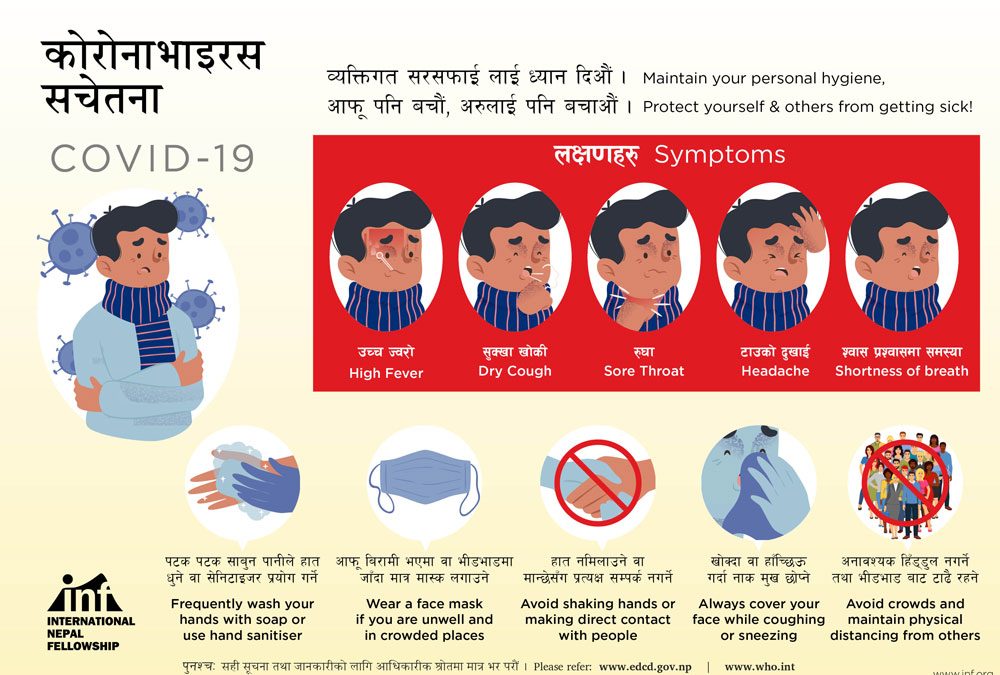 कोरोनाभाइरस
सचेतना
COVID-19
व्यक्तिगत सरसफाई लाई ध्यान दिऔं । Maintain your personal hygiene,
आफू पनि बचौं, अरुलाई पनि बचाऔं । Protect yourself & others from getting sick!
लक्षणहरु Symptoms
उच्च ज्वरो
High Fever
सुक्खा खोकी
Dry Cough
रुघा
Sore Throat
टाउको दुखाई
Headache
श्वास प्रश्वासमा समस्या
Shortness of breath
पटक पटक साबुन पानीले हात
धुने वा सेनिटाइजर प्रयोग गर्ने
Frequently wash your
hands with soap or
use hand sanitiser
आफू बिरामी भएमा वा भीडभाडमा
जाँदा मात्र मास्क लगाउने
Wear a face mask
if you are unwell and
in crowded places
हात नमिलाउने वा
मान्छेसँग प्रत्यक्ष सम्पर्क नगर्ने
Avoid shaking hands or
making direct contact
with people
खोक्दा वा हाँच्छिऊ
गर्दा नाक मुख छोप्ने
Always cover your
face while coughing
or sneezing
अनावश्यक हिँड्डुल नगर्ने
तथा भीडभाड बाट टाढै रहने
Avoid crowds and
maintain physical
distancing from others
inf
INTERNATIONAL
NEPAL
FELLOWSHIP
पुनश्चः सही सूचना तथा जानकारीको लागि आधिकारीक श्रोतमा मात्र भर परौं । Please refer: www.edcd.gov.np | www.who.int
www.inf.org